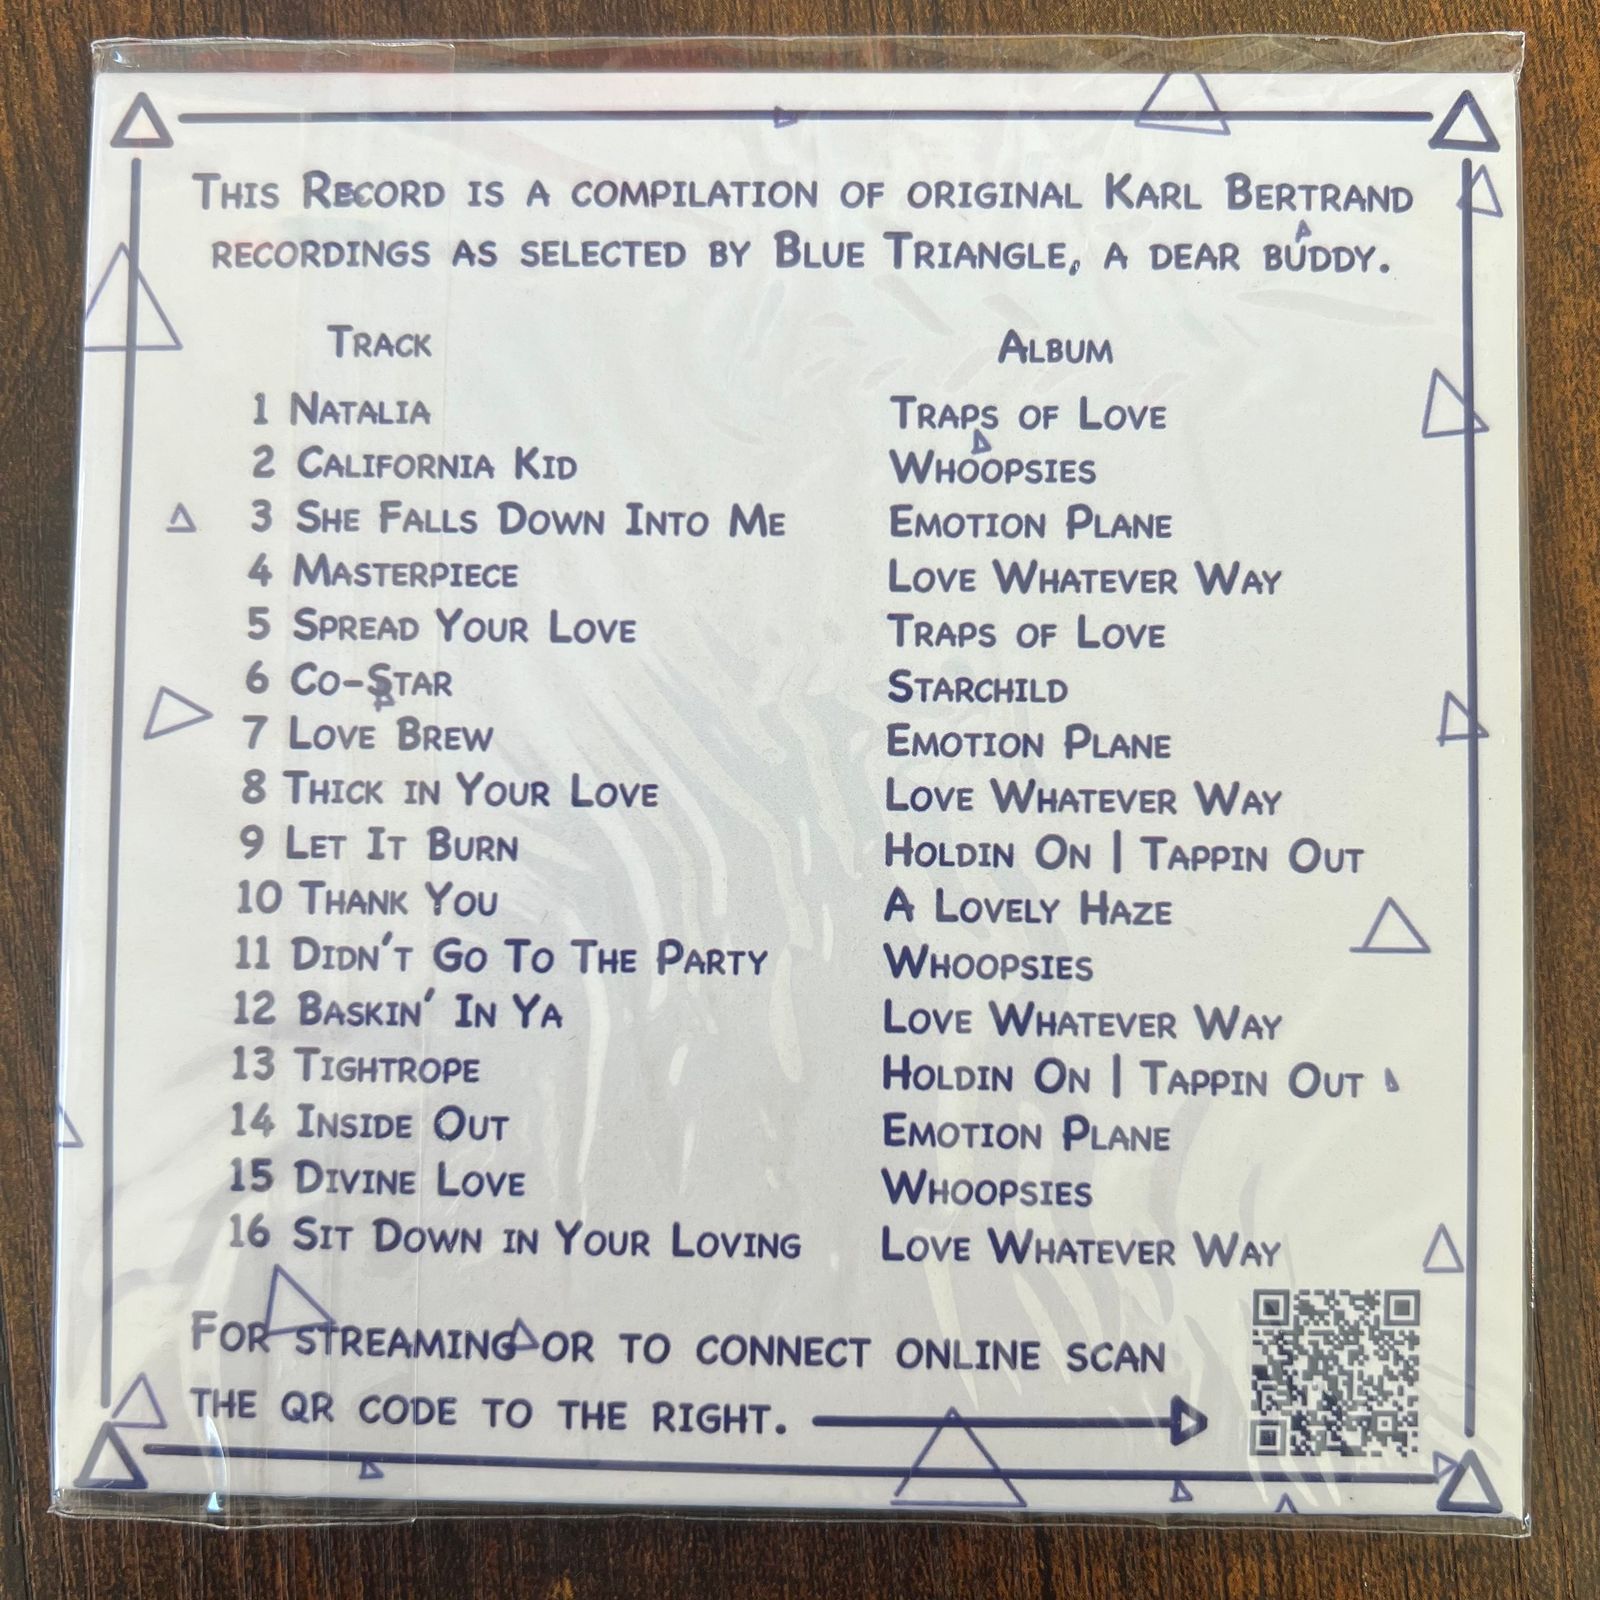 This Record is a compilation of original Karl Bertrand
recordings as selected by Blue Triangle, a dear buddy.
Track Album
1 Natalia Traps of Love
2 California Kid Whoopsies
3 She Falls Down Into Me Emotion Plane
4 Masterpiece Love Whatever Way
5 Spread Your Love Traps of Love
6 Co-Star Starchild
7 Love Brew Emotion Plane
8 Thick in Your Love Love Whatever Way
9 Let It Burn Holdin On | Tappin Out
10 Thank You A Lovely Haze
11 Didn't Go To The Party Whoopsies
12 Baskin' In Ya Love Whatever Way
13 Tightrope Holdin On | Tappin Out
14 Inside Out Emotion Plane
15 Divine Love Whoopsies
16 Sit Down in Your Loving Love Whatever Way
For streaming or to connect online scan
the QR code to the right.